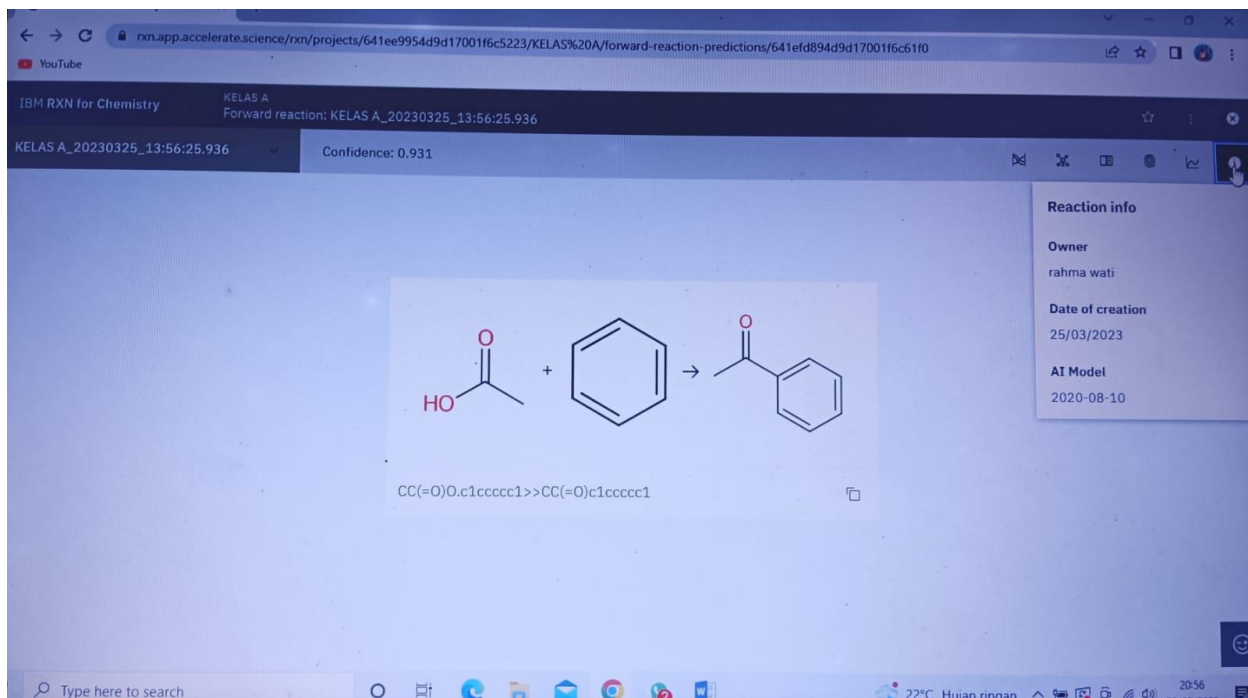 rxn.app.accelerate.science/rxn/projects/641ee9954d9d17001f6c5223/KELAS%20A/forward-reaction-predictions/641efd894d9d17001f6c61f0
YouTube
IBM RXN for Chemistry
KELAS A
Forward reaction: KELAS A_20230325_13:56:25.936
KELAS A_20230325_13:56:25.936
Confidence: 0.931
Reaction info
Owner
rahma wati
Date of creation
25/03/2023
AI Model
2020-08-10
O
HO
+
→
O
CC(=O)O.c1ccccc1>>CC(=O)c1ccccc1
Type here to search
22°C Hujan ringan
20:56